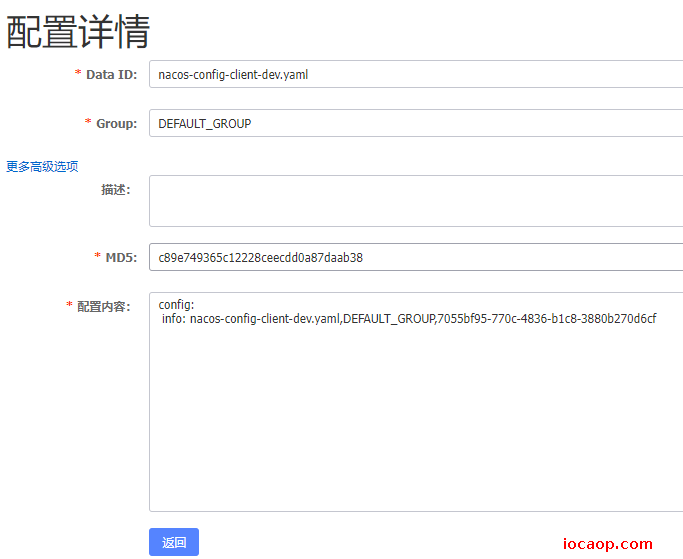 配置详情
* Data ID: nacos-config-client-dev.yaml
* Group: DEFAULT_GROUP
更多高级选项
描述:
* MD5: c89e749365c12228ceecdd0a87daab38
* 配置内容: config:
info: nacos-config-client-dev.yaml,DEFAULT_GROUP,7055bf95-770c-4836-b1c8-3880b270d6cf
返回
iocaop.com